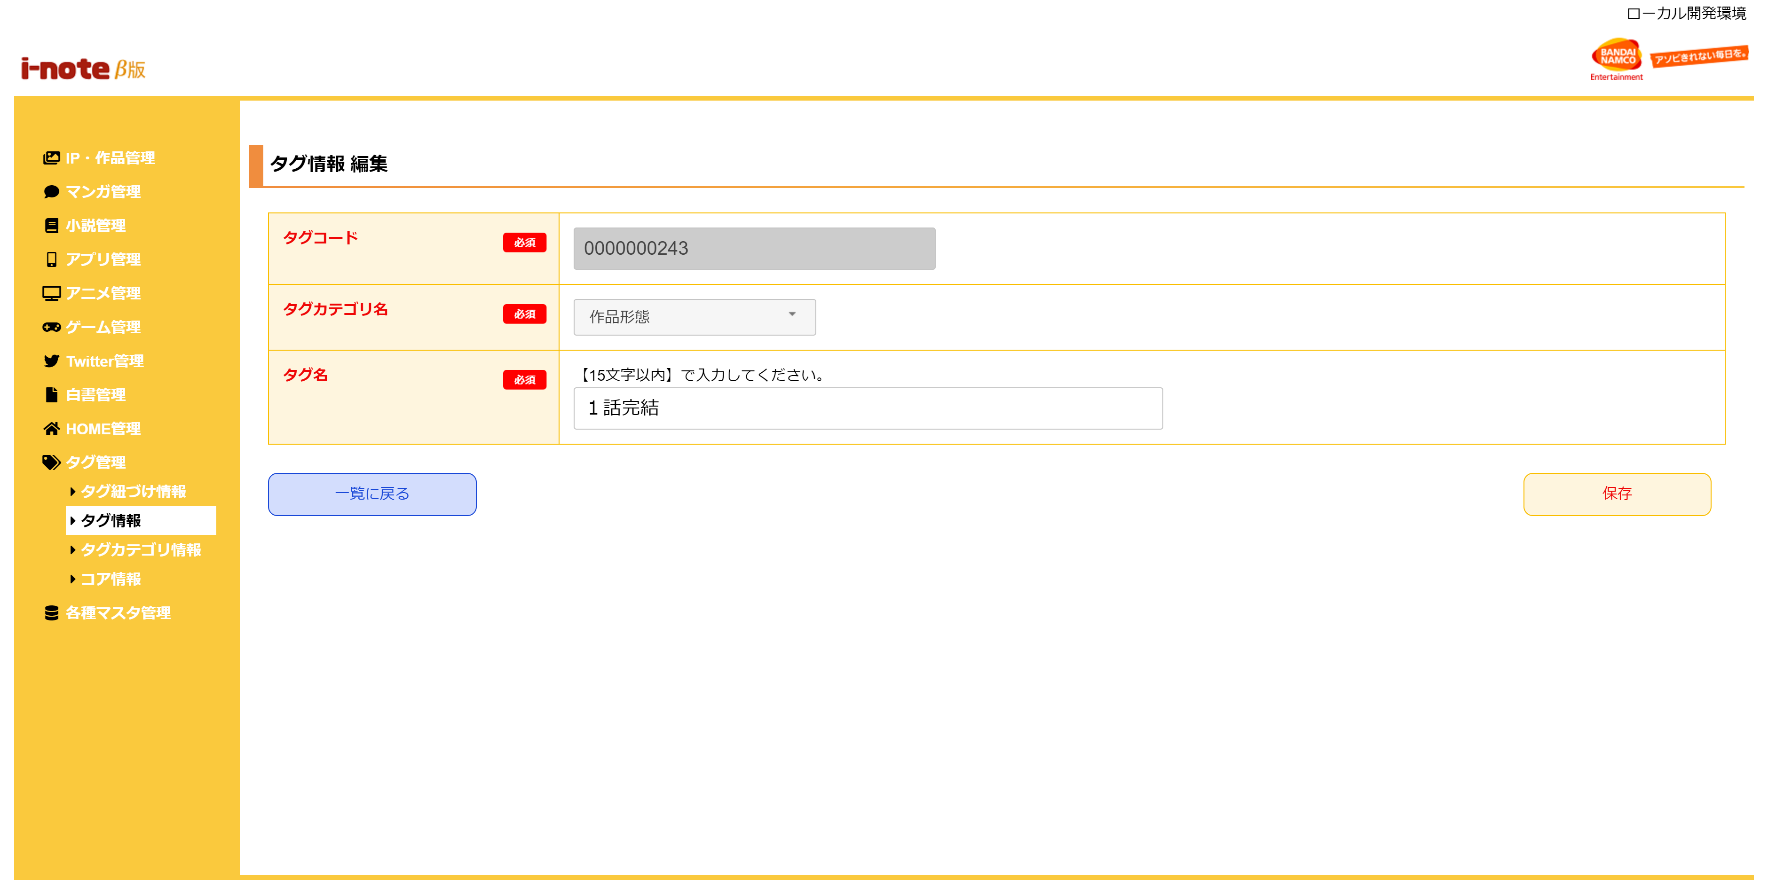 ローカル開発環境
i-note β版
BANDAI
NAMCO
Entertainment
アソビきれない毎日を。
IP・作品管理
マンガ管理
小説管理
アプリ管理
アニメ管理
ゲーム管理
Twitter管理
白書管理
HOME管理
タグ管理
タグ紐づけ情報
タグ情報
タグカテゴリ情報
コア情報
各種マスタ管理
タグ情報 編集
タグコード 必須 0000000243
タグカテゴリ名 必須 作品形態
タグ名 必須 【15文字以内】で入力してください。
１話完結
一覧に戻る 保存